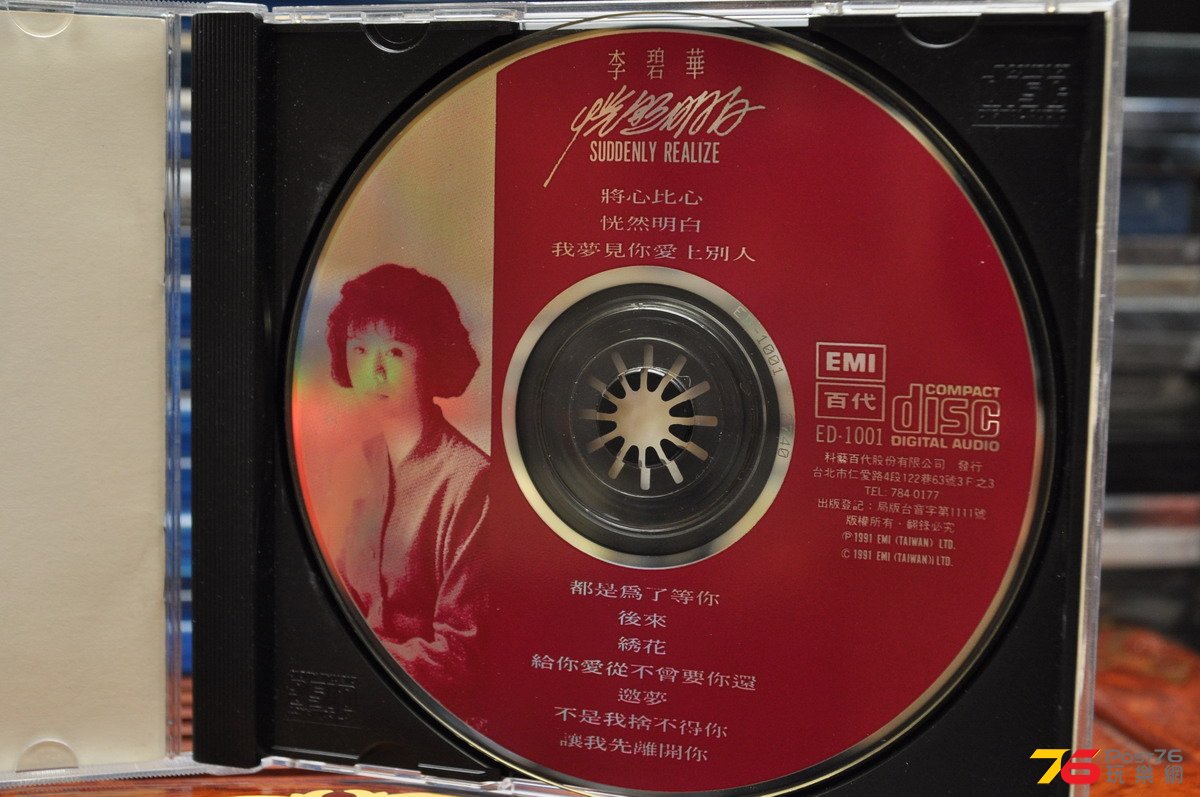 李碧華
恍然明白
SUDDENLY REALIZE
將心比心
恍然明白
我夢見你愛上別人
EMI
百代
ED-1001
COMPACT
disc
DIGITAL AUDIO
科藝百代股份有限公司 發行
台北市仁愛路4段122巷63號3F之3
TEL: 784-0177
出版登記：局版台音字第1111號
版權所有・翻錄必究
Ⓟ 1991 EMI (TAIWAN) LTD.
© 1991 EMI (TAIWAN) LTD.
都是為了等你
後來
綉花
給你愛從不曾要你還
邀夢
不是我捨不得你
讓我先離開你
76
Post76
玩樂網